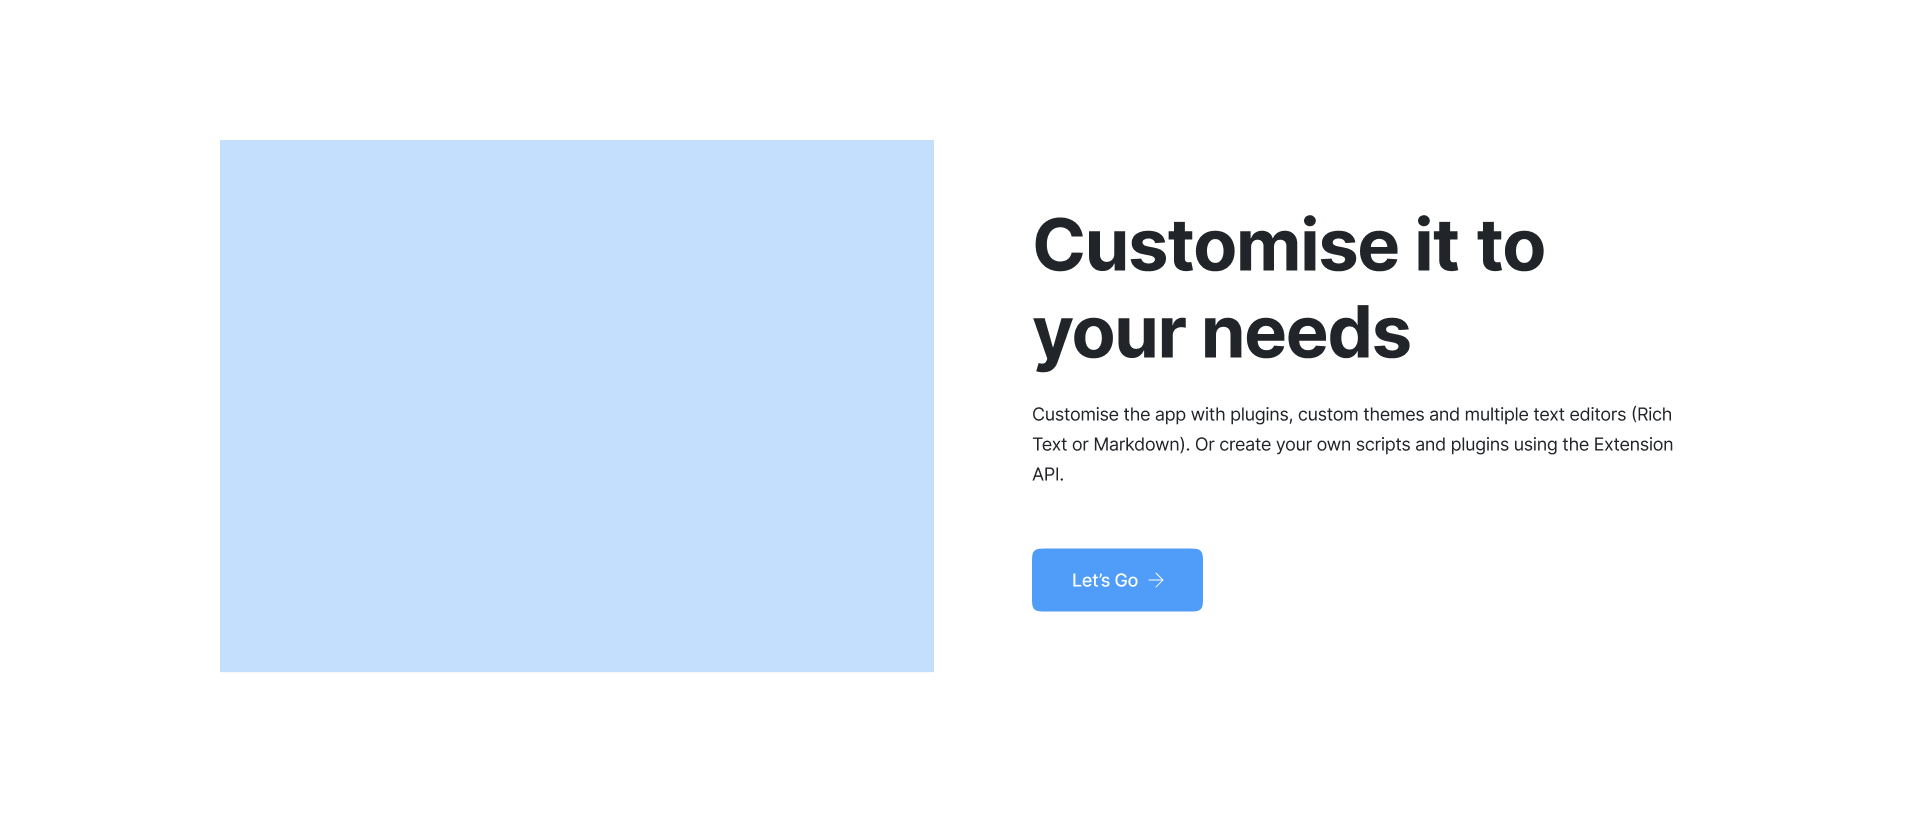 Customise it to
your needs
Customise the app with plugins, custom themes and multiple text editors (Rich
Text or Markdown). Or create your own scripts and plugins using the Extension
API.
Let’s Go